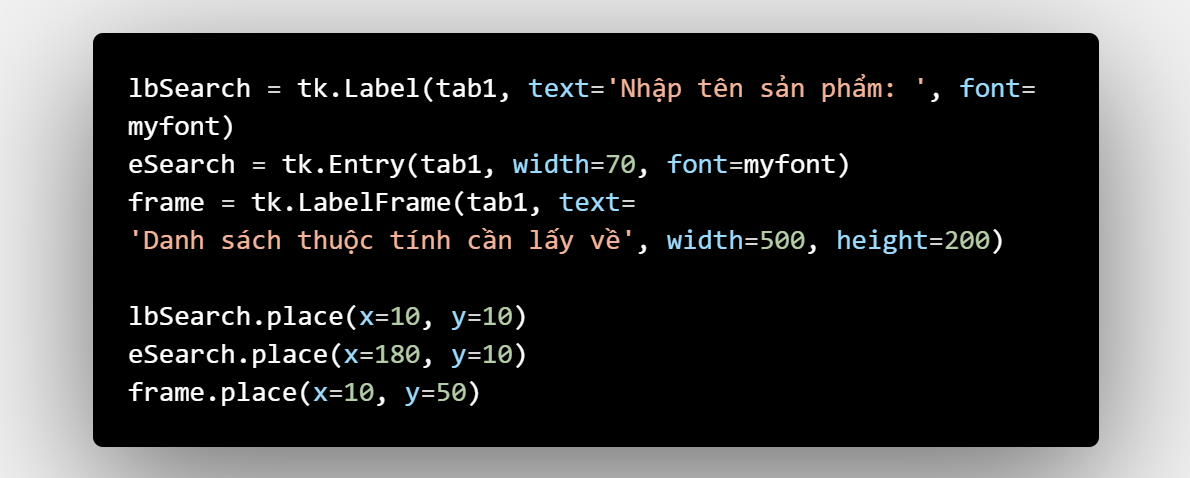 lbSearch = tk.Label(tab1, text='Nhập tên sản phẩm: ', font=
myfont)
eSearch = tk.Entry(tab1, width=70, font=myfont)
frame = tk.LabelFrame(tab1, text=
'Danh sách thuộc tính cần lấy về', width=500, height=200)
lbSearch.place(x=10, y=10)
eSearch.place(x=180, y=10)
frame.place(x=10, y=50)